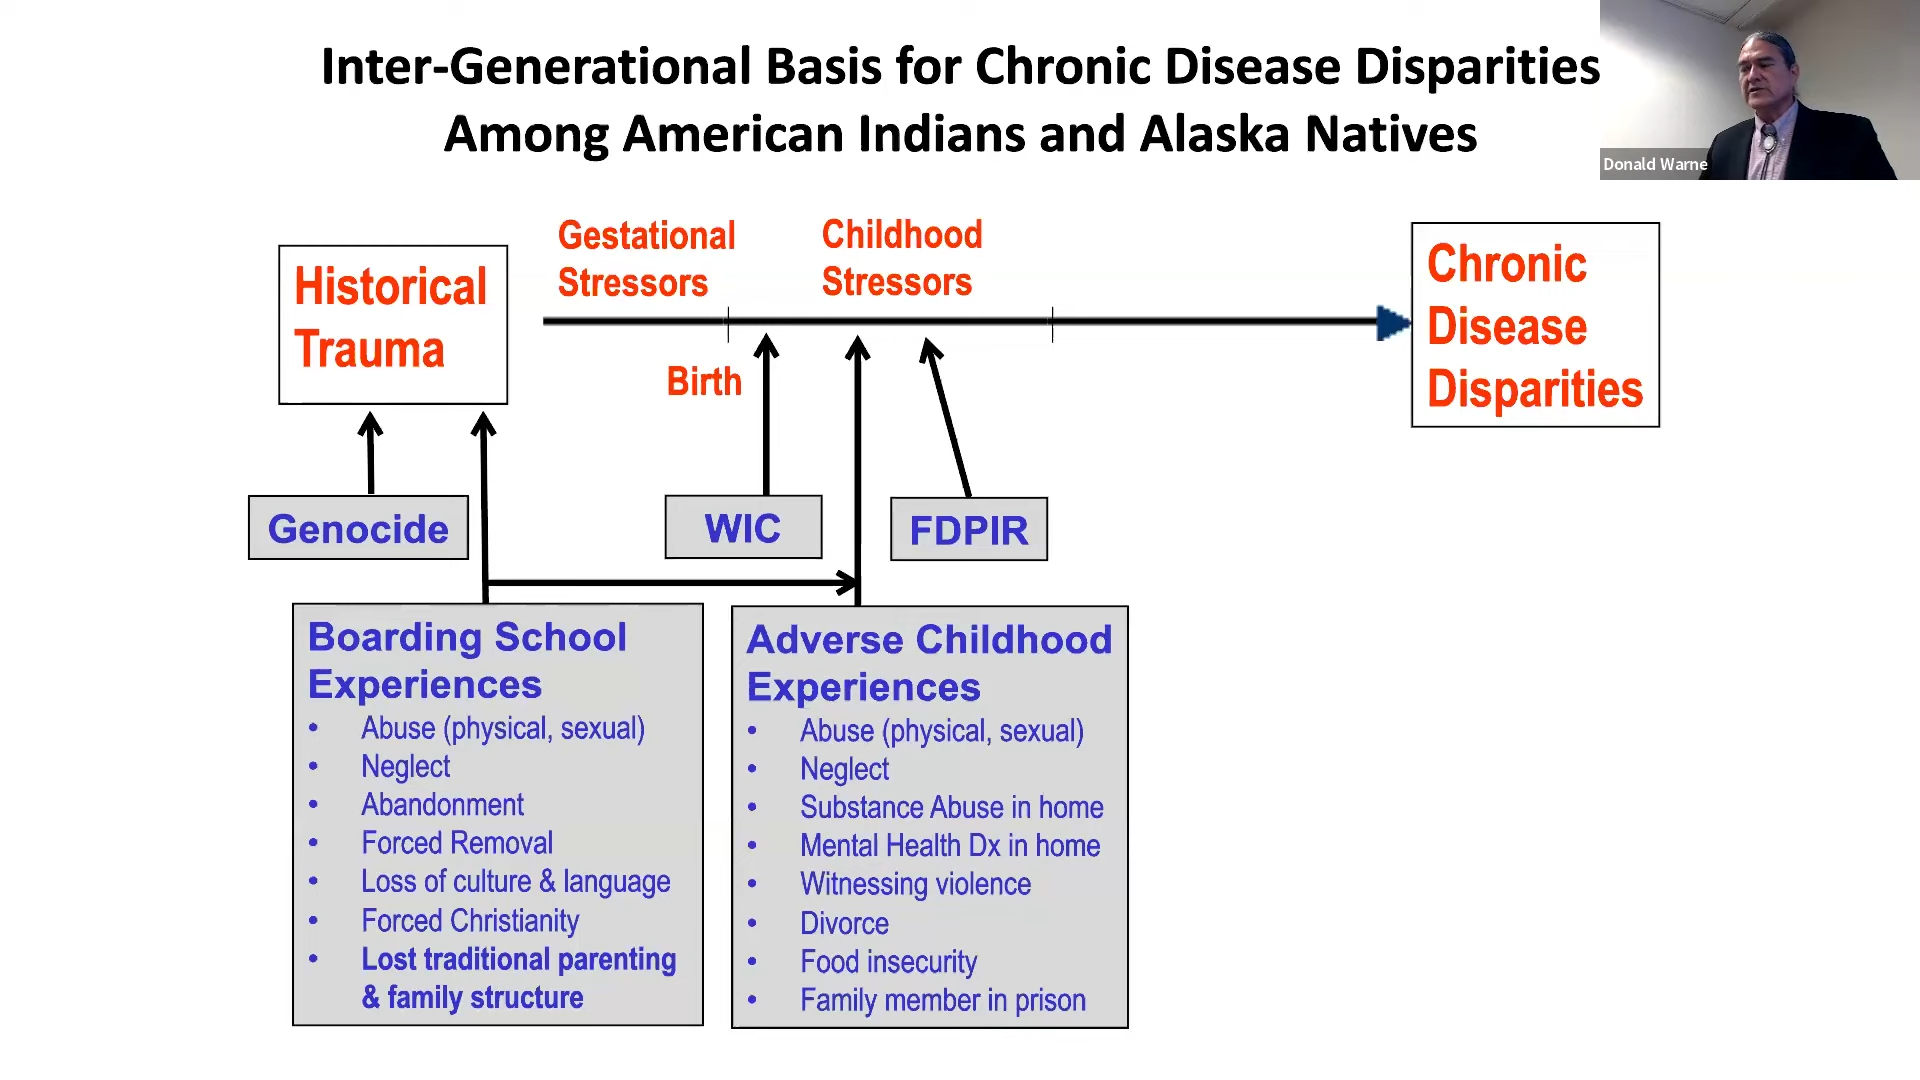 Inter-Generational Basis for Chronic Disease Disparities
Among American Indians and Alaska Natives
Donald Warne
Historical
Trauma
Gestational
Stressors
Childhood
Stressors
Chronic
Disease
Disparities
Birth
Genocide
WIC
FDPIR
Boarding School
Experiences
• Abuse (physical, sexual)
• Neglect
• Abandonment
• Forced Removal
• Loss of culture & language
• Forced Christianity
• Lost traditional parenting
& family structure
Adverse Childhood
Experiences
• Abuse (physical, sexual)
• Neglect
• Substance Abuse in home
• Mental Health Dx in home
• Witnessing violence
• Divorce
• Food insecurity
• Family member in prison